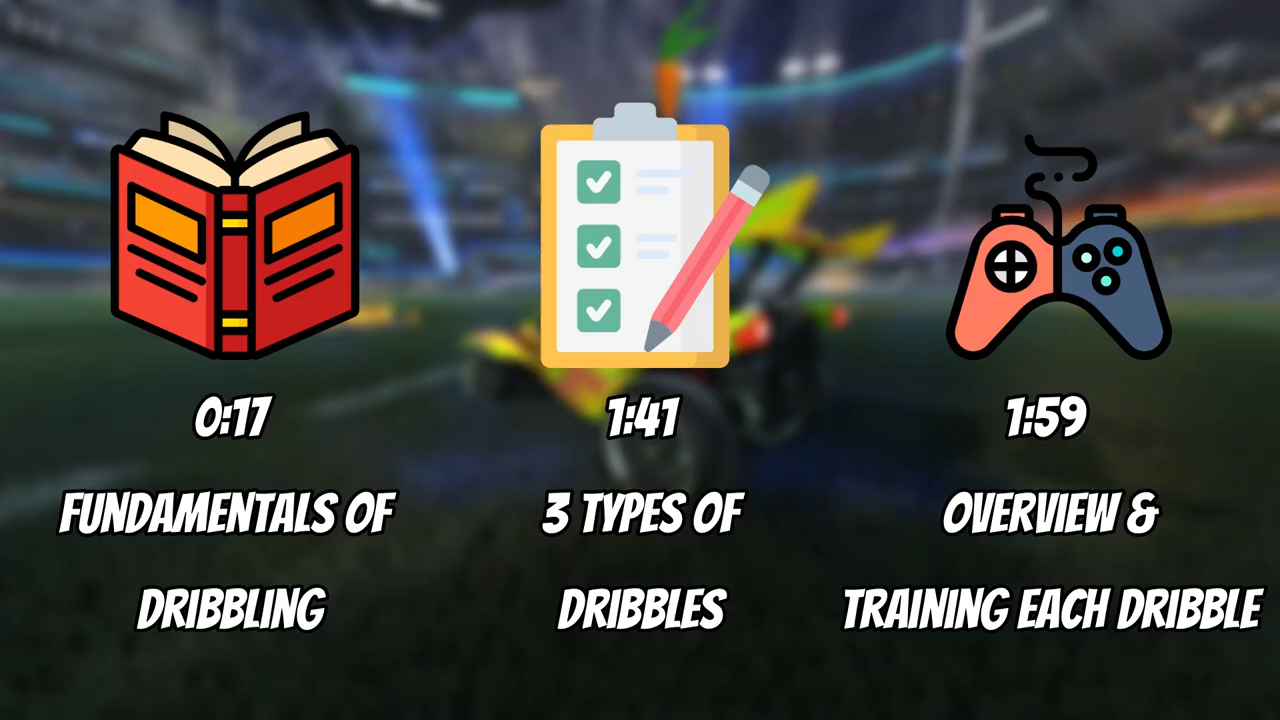 0:17
FUNDAMENTALS OF
DRIBBLING
1:41
3 TYPES OF
DRIBBLES
1:59
OVERVIEW &
TRAINING EACH DRIBBLE